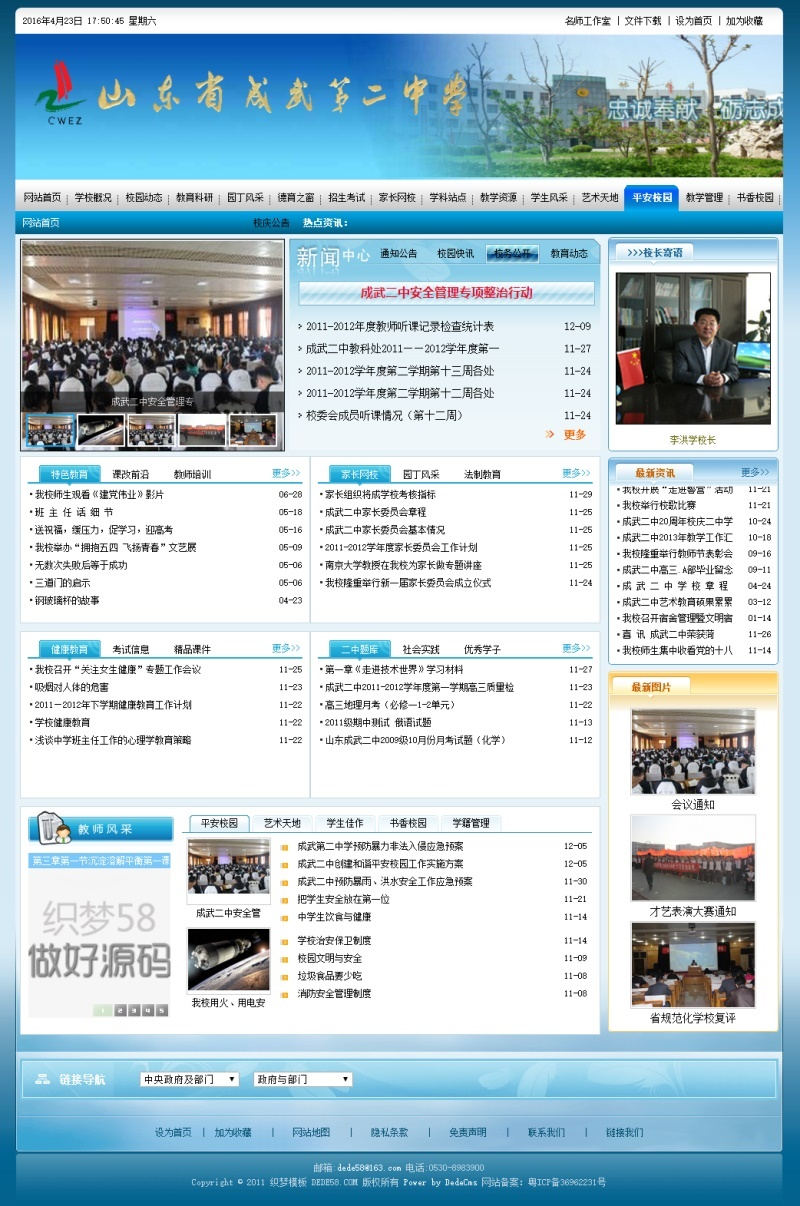 2016年4月23日 17:50:45 星期六
名师工作室 | 文件下载 | 设为首页 | 加为收藏
CWEZ 山东省成武第二中学
忠诚奉献 砺志成
网站首页 学校概况 校园动态 教育科研 园丁风采 德育之窗 招生考试 家长网校 学科站点 教学资源 学生风采 艺术天地 平安校园 教学管理 书香校园
网站首页 校庆公告 热点资讯:
成武二中安全管理专
新闻中心 通知公告 校园快讯 校务公开 教育动态
成武二中安全管理专项整治行动
2011-2012年度教师听课记录检查统计表 12-09
成武二中教科处2011－－2012学年度第一 11-27
2011-2012学年度第二学期第十三周各处 11-24
2011-2012学年度第二学期第十二周各处 11-24
校委会成员听课情况（第十二周） 11-24
更多
>>>校长寄语
李洪学校长
特色教育 课改前沿 教师培训 更多>>
我校师生观看《建党伟业》影片 06-28
班 主 任 话 细 节 05-18
送祝福，缓压力，促学习，迎高考 05-16
我校举办“拥抱五四 飞扬青春”文艺展 05-09
无数次失败后等于成功 05-06
三道门的启示 05-06
钢玻璃杯的故事 04-23
家长网校 园丁风采 法制教育 更多>>
家长组织将成学校考核指标 11-29
成武二中家长委员会章程 11-25
成武二中家长委员会基本情况 11-25
2011-2012学年度家长委员会工作计划 11-25
南京大学教授在我校为家长做专题讲座 11-25
我校隆重举行新一届家长委员会成立仪式 11-24
最新资讯 更多>>
我校开展“走进馨宫”活动 11-21
我校举行校歌比赛 11-21
成武二中20周年校庆二中学 10-24
成武二中2013年教学工作汇 10-18
我校隆重举行教师节表彰会 09-16
成武二中高三.A部毕业留念 09-11
成 武 二 中 学 校 章 程 04-24
成武二中艺术教育硕果累累 03-12
我校召开宿舍管理暨文明宿 01-14
喜 讯 成武二中荣获菏 11-26
我校师生集中收看党的十八 11-14
健康教育 考试信息 精品课件 更多>>
我校召开“关注女生健康”专题工作会议 11-25
吸烟对人体的危害 11-23
2011－2012年下学期健康教育工作计划 11-22
学校健康教育 11-22
浅谈中学班主任工作的心理学教育策略 11-22
二中题库 社会实践 优秀学子 更多>>
第一章《走进技术世界》学习材料 11-27
成武二中2011-2012学年度第一学期高三质量检 11-23
高三地理月考（必修一1-2单元） 11-22
2011级期中测试 俄语试题 11-13
山东成武二中2009级10月份月考试题（化学） 11-12
最新图片
会议通知
才艺表演大赛通知
省规范化学校复评
教师风采
第三章第一节沉淀溶解平衡第一课
织梦58
做好源码
1 2 3 4 5
平安校园 艺术天地 学生佳作 书香校园 学籍管理
成武二中安全管
我校用火、用电安
成武第二中学预防暴力非法入侵应急预案 12-05
成武二中创建和谐平安校园工作实施方案 12-05
成武二中预防暴雨、洪水安全工作应急预案 11-30
把学生安全放在第一位 11-21
中学生饮食与健康 11-14
学校治安保卫制度 11-14
校园文明与安全 11-09
垃圾食品要少吃 11-08
消防安全管理制度 11-08
链接导航 中央政府及部门 政府与部门
设为首页 | 加为收藏 | 网站地图 | 隐私条款 | 免责声明 | 联系我们 | 链接我们
邮箱:dede58@163.com 电话:0530-8983900
Copyright © 2011 织梦模板 DEDE58.COM 版权所有 Power by DedeCms 网站备案: 粤ICP备36962231号